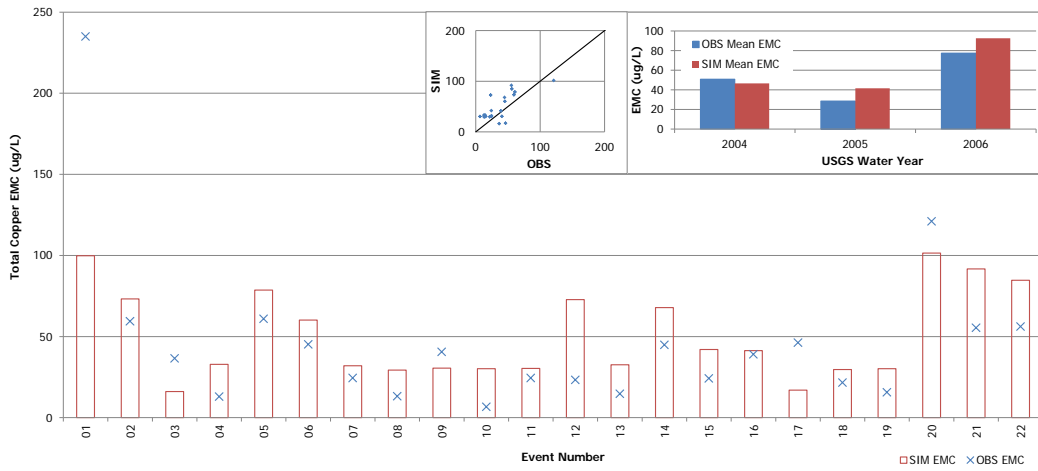 250
200
150
100
50
0
Total Copper EMC (ug/L)
01 02 03 04 05 06 07 08 09 10 11 12 13 14 15 16 17 18 19 20 21 22
Event Number
SIM EMC OBS EMC
200
100
0
SIM
0 100 200
OBS
100
80
60
40
20
0
EMC (ug/L)
OBS Mean EMC
SIM Mean EMC
2004 2005 2006
USGS Water Year